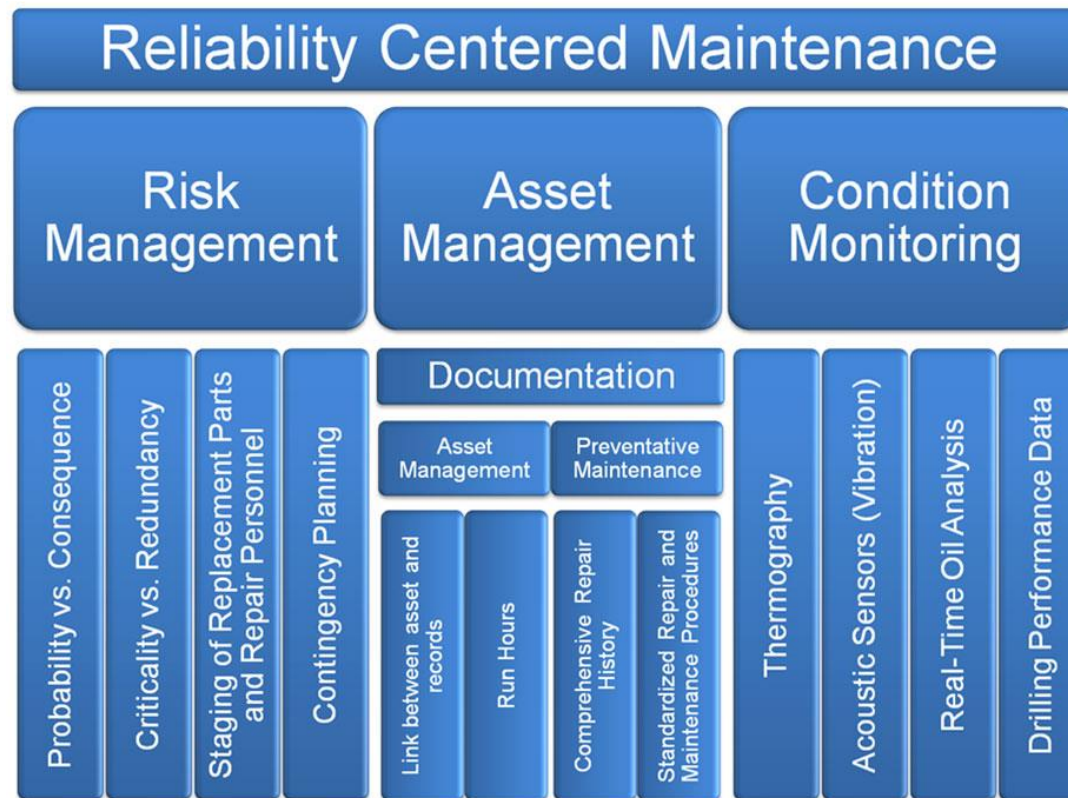 Reliability Centered Maintenance
Risk
Management
Asset
Management
Condition
Monitoring
Probability vs. Consequence
Criticality vs. Redundancy
Staging of Replacement Parts
and Repair Personnel
Contingency Planning
Documentation
Asset
Management
Preventative
Maintenance
Link between asset and
records
Run Hours
Comprehensive Repair
History
Standardized Repair and
Maintenance Procedures
Thermography
Acoustic Sensors (Vibration)
Real-Time Oil Analysis
Drilling Performance Data